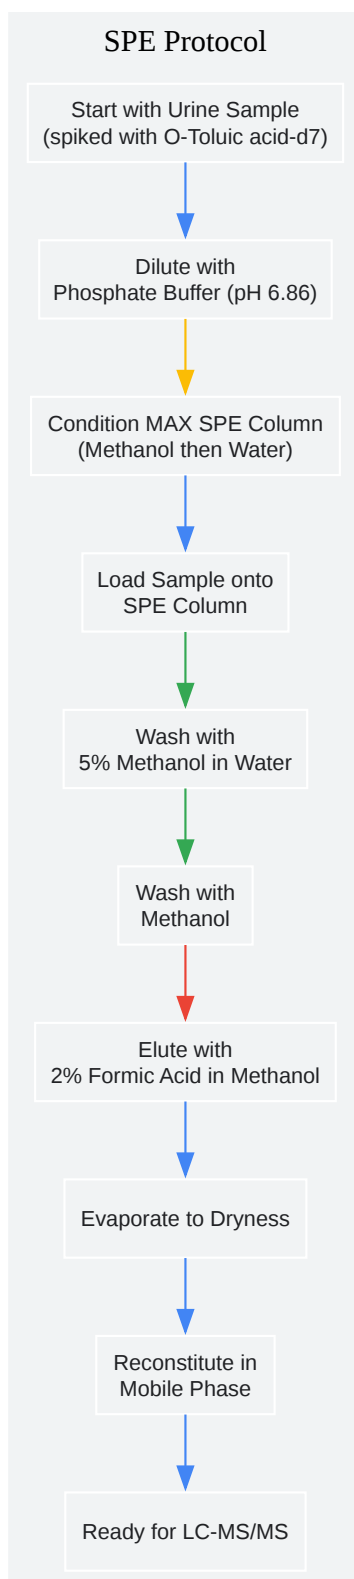 SPE Protocol
Start with Urine Sample
(spiked with O-Toluic acid-d7)
Dilute with
Phosphate Buffer (pH 6.86)
Condition MAX SPE Column
(Methanol then Water)
Load Sample onto
SPE Column
Wash with
5% Methanol in Water
Wash with
Methanol
Elute with
2% Formic Acid in Methanol
Evaporate to Dryness
Reconstitute in
Mobile Phase
Ready for LC-MS/MS